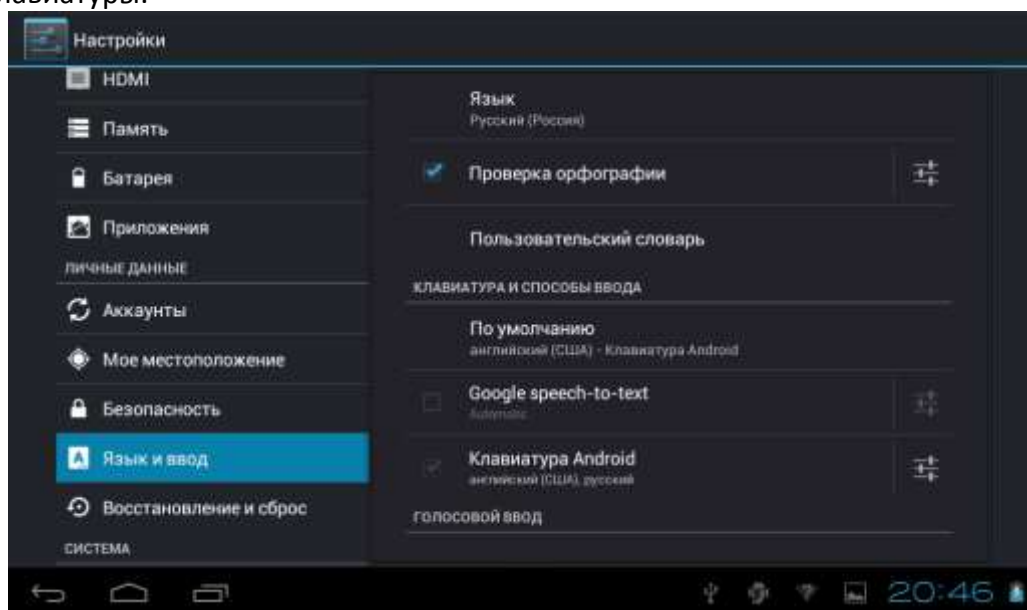 Настройки
HDMI
Память
Батарея
Приложения
ЛИЧНЫЕ ДАННЫЕ
Аккаунты
Мое местоположение
Безопасность
Язык и ввод
Восстановление и сброс
СИСТЕМА
Язык
Русский (Россия)
Проверка орфографии
Пользовательский словарь
КЛАВИАТУРА И СПОСОБЫ ВВОДА
По умолчанию
английский (США) - Клавиатура Android
Google speech-to-text
Automatic
Клавиатура Android
английский (США), русский
ГОЛОСОВОЙ ВВОД
20:46